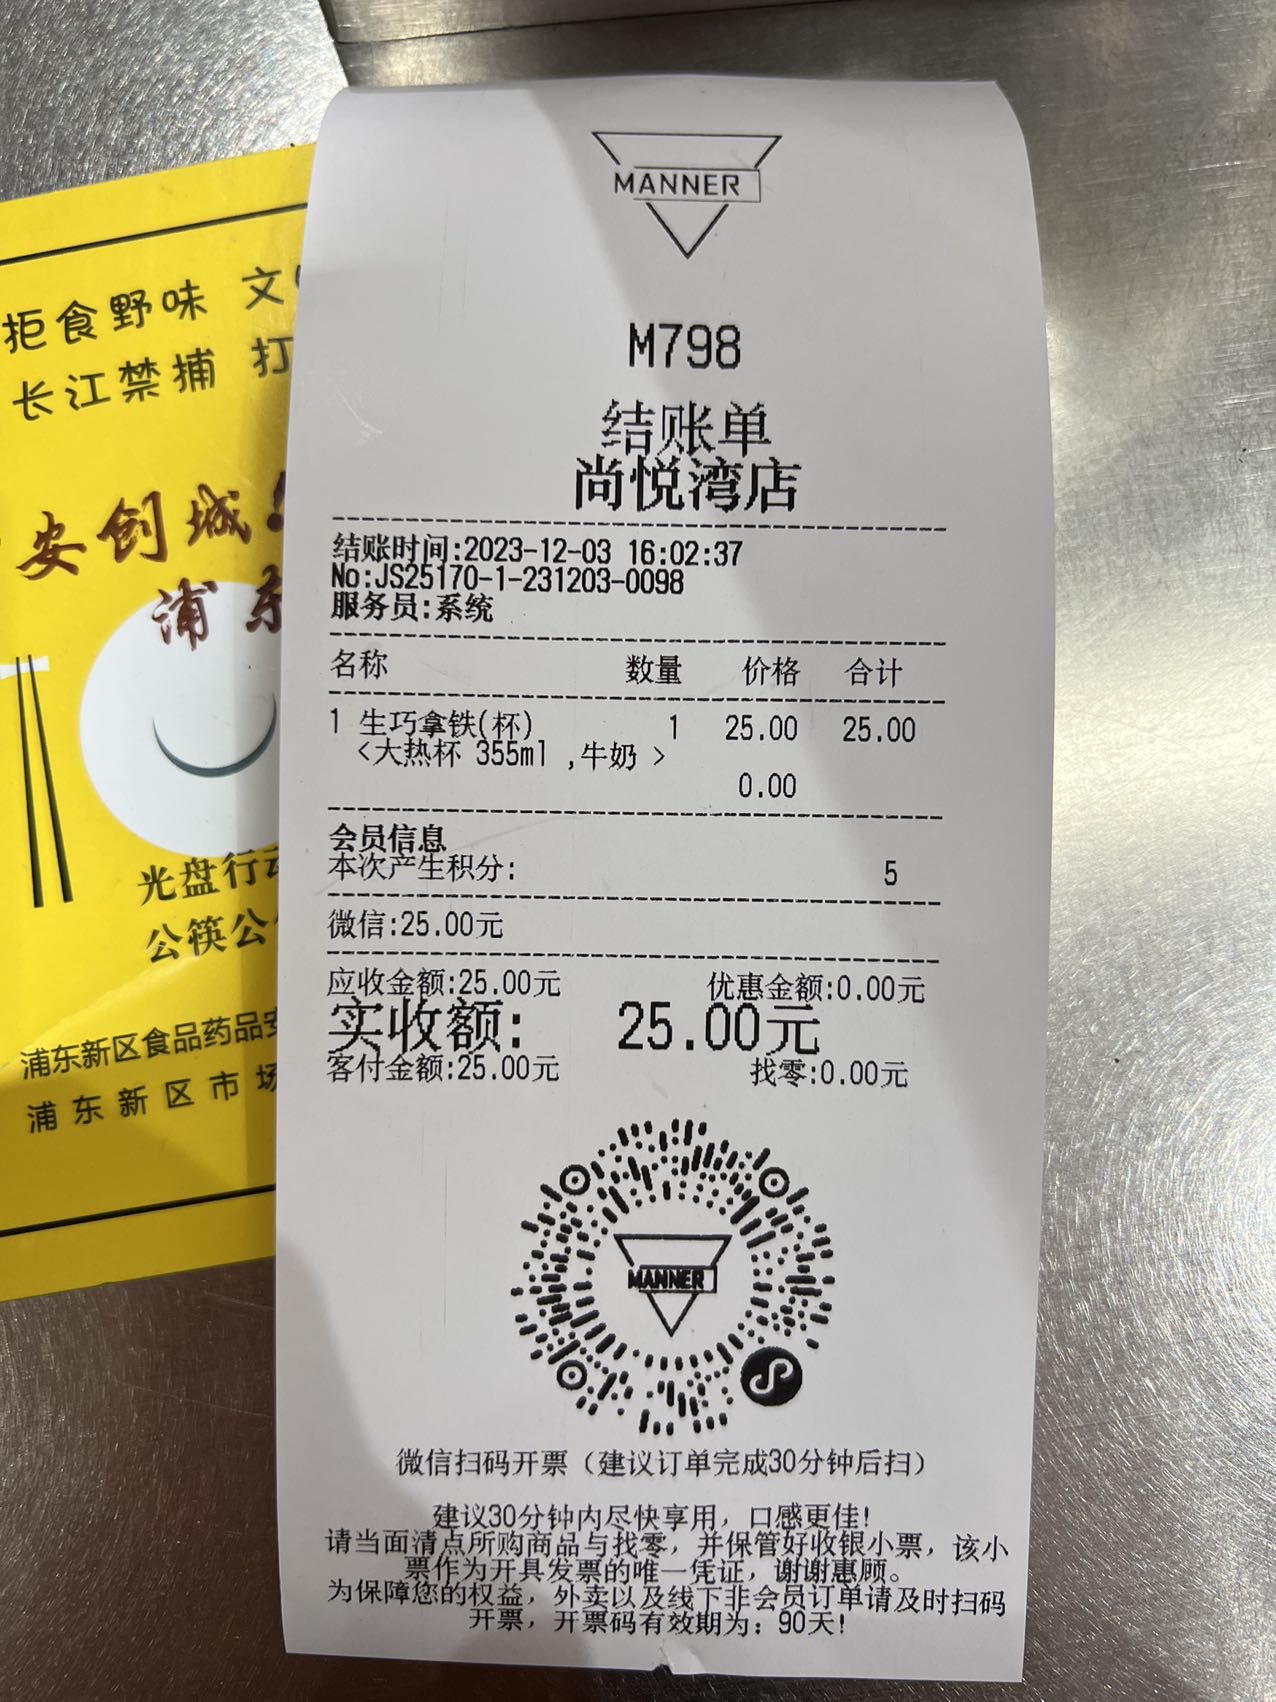 MANNER
M798
结账单
尚悦湾店
结账时间:2023-12-03 16:02:37
No:JS25170-1-231203-0098
服务员:系统
名称 数量 价格 合计
1 生巧拿铁(杯) 1 25.00 25.00
<大热杯 355ml ,牛奶 >
0.00
会员信息
本次产生积分: 5
微信:25.00元
应收金额:25.00元 优惠金额:0.00元
实收额: 25.00元
客付金额:25.00元 找零:0.00元
MANNER
微信扫码开票（建议订单完成30分钟后扫）
建议30分钟内尽快享用，口感更佳!
请当面清点所购商品与找零，并保管好收银小票，该小
票作为开具发票的唯一凭证，谢谢惠顾。
为保障您的权益，外卖以及线下非会员订单请及时扫码
开票，开票码有效期为：90天!
拒食野味 文
长江禁捕 打
安创城
浦东
光盘行动
公筷公
浦东新区食品药品安
浦东新区市场